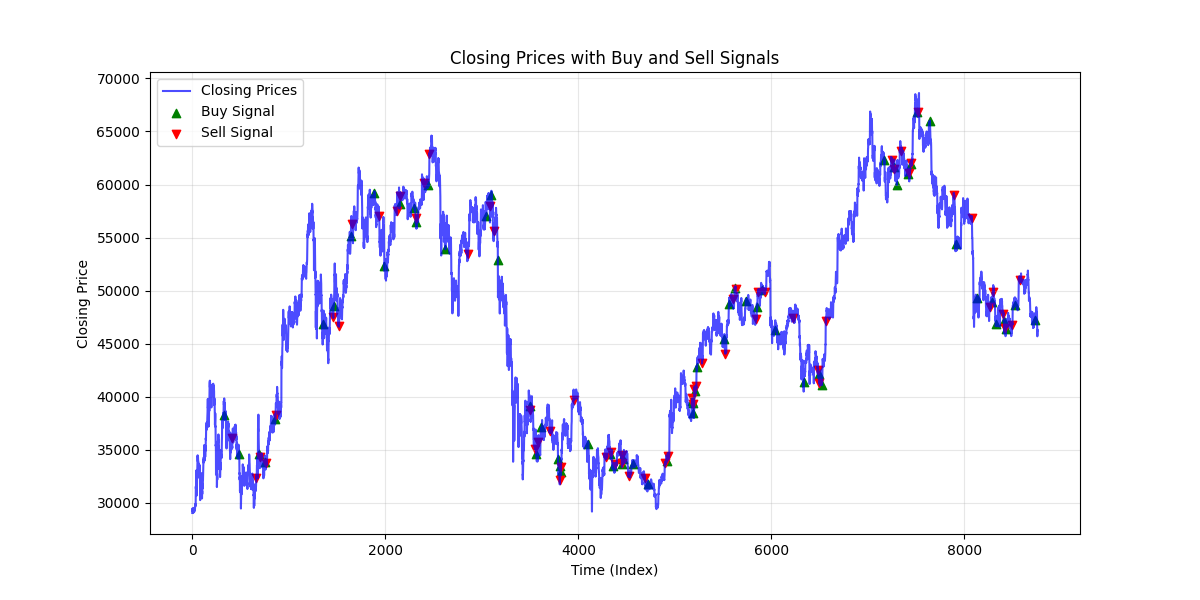 Closing Prices with Buy and Sell Signals
Closing Prices
Buy Signal
Sell Signal
Closing Price
70000
65000
60000
55000
50000
45000
40000
35000
30000
0
2000
4000
6000
8000
Time (Index)